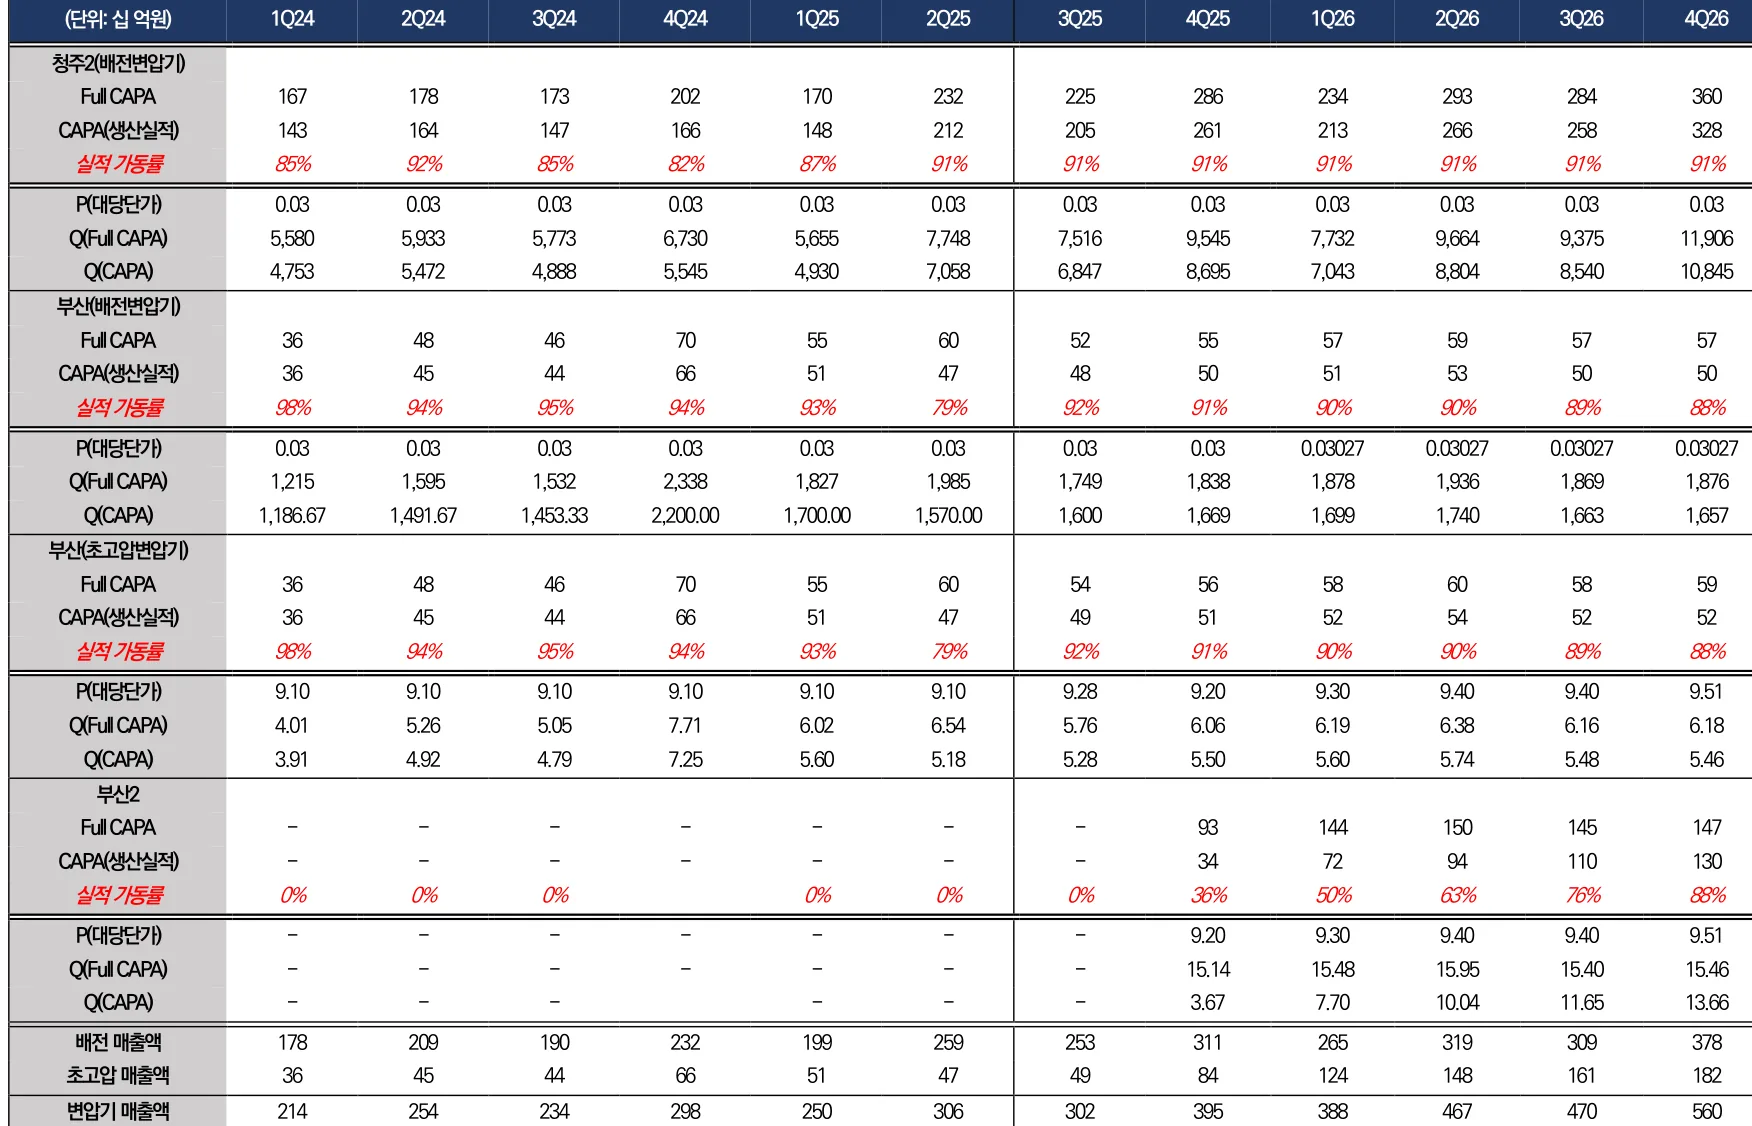 (단위: 십 억원) 1Q24 2Q24 3Q24 4Q24 1Q25 2Q25 3Q25 4Q25 1Q26 2Q26 3Q26 4Q26
청주2(배전변압기)
Full CAPA 167 178 173 202 170 232 225 286 234 293 284 360
CAPA(생산실적) 143 164 147 166 148 212 205 261 213 266 258 328
실적 가동률 85% 92% 85% 82% 87% 91% 91% 91% 91% 91% 91% 91%
P(대당단가) 0.03 0.03 0.03 0.03 0.03 0.03 0.03 0.03 0.03 0.03 0.03 0.03
Q(Full CAPA) 5,580 5,933 5,773 6,730 5,655 7,748 7,516 9,545 7,732 9,664 9,375 11,906
Q(CAPA) 4,753 5,472 4,888 5,545 4,930 7,058 6,847 8,695 7,043 8,804 8,540 10,845
부산(배전변압기)
Full CAPA 36 48 46 70 55 60 52 55 57 59 57 57
CAPA(생산실적) 36 45 44 66 51 47 48 50 51 53 50 50
실적 가동률 98% 94% 95% 94% 93% 79% 92% 91% 90% 90% 89% 88%
P(대당단가) 0.03 0.03 0.03 0.03 0.03 0.03 0.03 0.03 0.03027 0.03027 0.03027 0.03027
Q(Full CAPA) 1,215 1,595 1,532 2,338 1,827 1,985 1,749 1,838 1,878 1,936 1,869 1,876
Q(CAPA) 1,186.67 1,491.67 1,453.33 2,200.00 1,700.00 1,570.00 1,600 1,669 1,699 1,740 1,663 1,657
부산(초고압변압기)
Full CAPA 36 48 46 70 55 60 54 56 58 60 58 59
CAPA(생산실적) 36 45 44 66 51 47 49 51 52 54 52 52
실적 가동률 98% 94% 95% 94% 93% 79% 92% 91% 90% 90% 89% 88%
P(대당단가) 9.10 9.10 9.10 9.10 9.10 9.10 9.28 9.20 9.30 9.40 9.40 9.51
Q(Full CAPA) 4.01 5.26 5.05 7.71 6.02 6.54 5.76 6.06 6.19 6.38 6.16 6.18
Q(CAPA) 3.91 4.92 4.79 7.25 5.60 5.18 5.28 5.50 5.60 5.74 5.48 5.46
부산2
Full CAPA - - - - - - - 93 144 150 145 147
CAPA(생산실적) - - - - - - - 34 72 94 110 130
실적 가동률 0% 0% 0% 0% 0% 0% 36% 50% 63% 76% 88%
P(대당단가) - - - - - - - 9.20 9.30 9.40 9.40 9.51
Q(Full CAPA) - - - - - - - 15.14 15.48 15.95 15.40 15.46
Q(CAPA) - - - - - - 3.67 7.70 10.04 11.65 13.66
배전 매출액 178 209 190 232 199 259 253 311 265 319 309 378
초고압 매출액 36 45 44 66 51 47 49 84 124 148 161 182
변압기 매출액 214 254 234 298 250 306 302 395 388 467 470 560